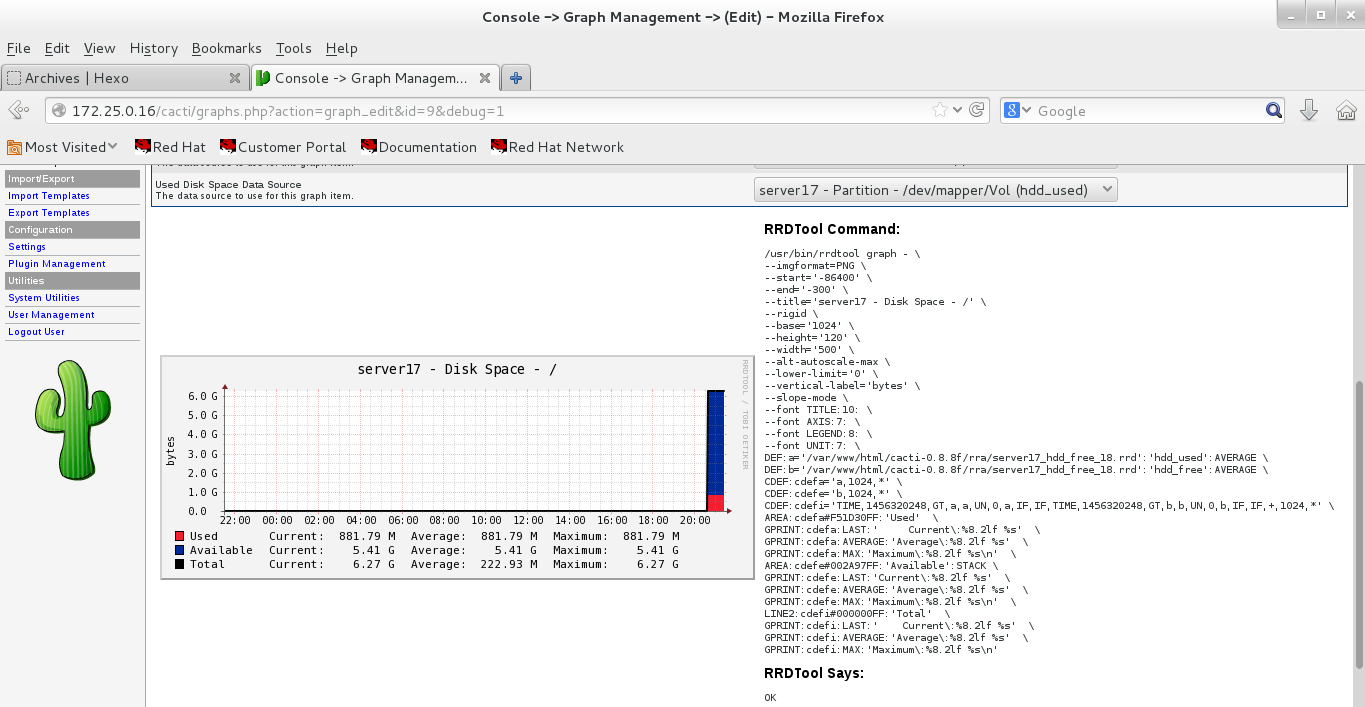 Console -> Graph Management -> (Edit) - Mozilla Firefox
File Edit View History Bookmarks Tools Help
Archives | Hexo
Console -> Graph Managem...
172.25.0.16/cacti/graphs.php?action=graph_edit&id=9&debug=1
Google
Most Visited
Red Hat
Customer Portal
Documentation
Red Hat Network
Import/Export
Import Templates
Export Templates
Configuration
Settings
Plugin Management
Utilities
System Utilities
User Management
Logout User
The data source to use for this graph item.
Used Disk Space Data Source
The data source to use for this graph item.
server17 - Partition - /dev/mapper/Vol (hdd_used)
server17 - Disk Space - /
RRDTOOL / TOBI OETIKER
bytes
6.0 G
5.0 G
4.0 G
3.0 G
2.0 G
1.0 G
0.0
22:00 00:00 02:00 04:00 06:00 08:00 10:00 12:00 14:00 16:00 18:00 20:00
Used Current: 881.79 M Average: 881.79 M Maximum: 881.79 M
Available Current: 5.41 G Average: 5.41 G Maximum: 5.41 G
Total Current: 6.27 G Average: 222.93 M Maximum: 6.27 G
RRDTool Command:
/usr/bin/rrdtool graph - \
--imgformat=PNG \
--start='-86400' \
--end='-300' \
--title='server17 - Disk Space - /' \
--rigid \
--base='1024' \
--height='120' \
--width='500' \
--alt-autoscale-max \
--lower-limit='0' \
--vertical-label='bytes' \
--slope-mode \
--font TITLE:10: \
--font AXIS:7: \
--font LEGEND:8: \
--font UNIT:7: \
DEF:a='/var/www/html/cacti-0.8.8f/rra/server17_hdd_free_18.rrd':'hdd_used':AVERAGE \
DEF:b='/var/www/html/cacti-0.8.8f/rra/server17_hdd_free_18.rrd':'hdd_free':AVERAGE \
CDEF:cdefa='a,1024,*' \
CDEF:cdefe='b,1024,*' \
CDEF:cdefi='TIME,1456320248,GT,a,a,UN,0,a,IF,IF,TIME,1456320248,GT,b,b,UN,0,b,IF,IF,+,1024,*' \
AREA:cdefa#F51D30FF:'Used' \
GPRINT:cdefa:LAST:' Current\:%8.2lf %s' \
GPRINT:cdefa:AVERAGE:'Average\:%8.2lf %s' \
GPRINT:cdefa:MAX:'Maximum\:%8.2lf %s\n' \
AREA:cdefe#002A97FF:'Available':STACK \
GPRINT:cdefe:LAST:'Current\:%8.2lf %s' \
GPRINT:cdefe:AVERAGE:'Average\:%8.2lf %s' \
GPRINT:cdefe:MAX:'Maximum\:%8.2lf %s\n' \
LINE2:cdefi#000000FF:'Total' \
GPRINT:cdefi:LAST:' Current\:%8.2lf %s' \
GPRINT:cdefi:AVERAGE:'Average\:%8.2lf %s' \
GPRINT:cdefi:MAX:'Maximum\:%8.2lf %s\n'
RRDTool Says:
OK